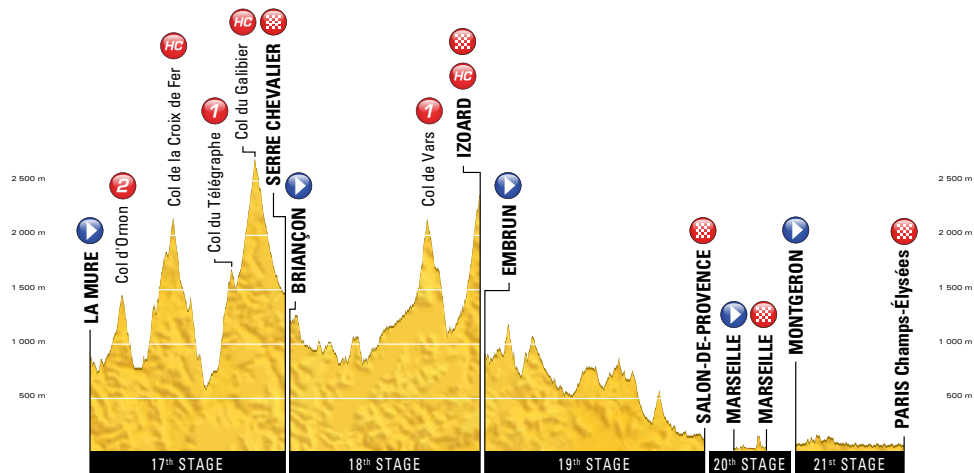 LA MURE
2
Col d'Ornon
HC
Col de la Croix de Fer
1
Col du Télégraphe
HC
Col du Galibier
SERRE CHEVALIER
BRIANÇON
1
Col de Vars
HC
IZOARD
EMBRUN
SALON-DE-PROVENCE
MARSEILLE
MARSEILLE
MONTGERON
PARIS Champs-Élysées
2 500 m
2 000 m
1 500 m
1 000 m
500 m
2 500 m
2 000 m
1 500 m
1 000 m
500 m
17th STAGE
18th STAGE
19th STAGE
20th STAGE
21st STAGE